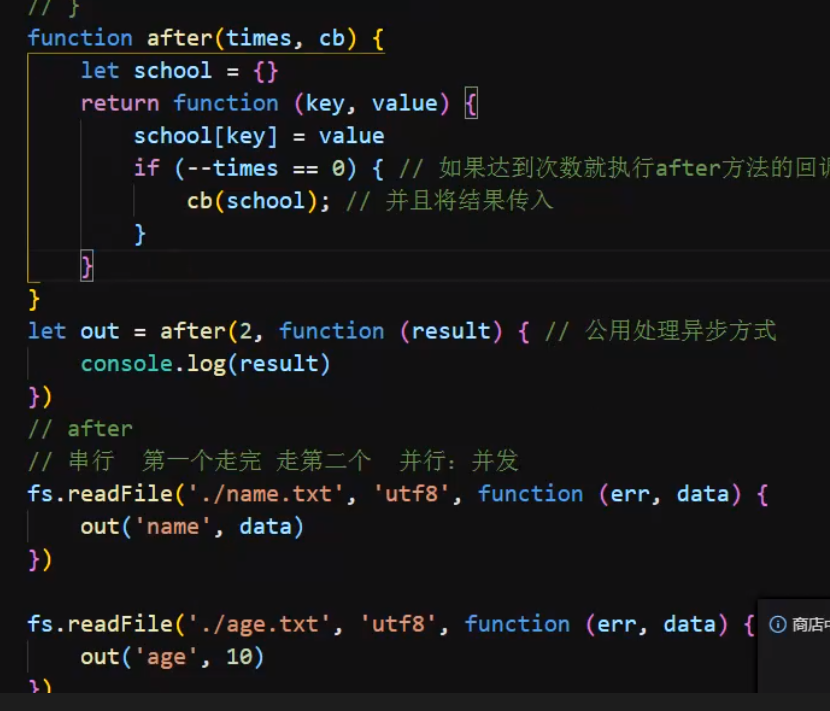 // }
function after(times, cb) {
    let school = {}
    return function (key, value) {
        school[key] = value
        if (--times == 0) { // 如果达到次数就执行after方法的回调
            cb(school); // 并且将结果传入
        }
    }
}
let out = after(2, function (result) { // 公用处理异步方式
    console.log(result)
})
// after
// 串行  第一个走完 走第二个  并行：并发
fs.readFile('./name.txt', 'utf8', function (err, data) {
    out('name', data)
})

fs.readFile('./age.txt', 'utf8', function (err, data) {
    out('age', 10)
})
商店中